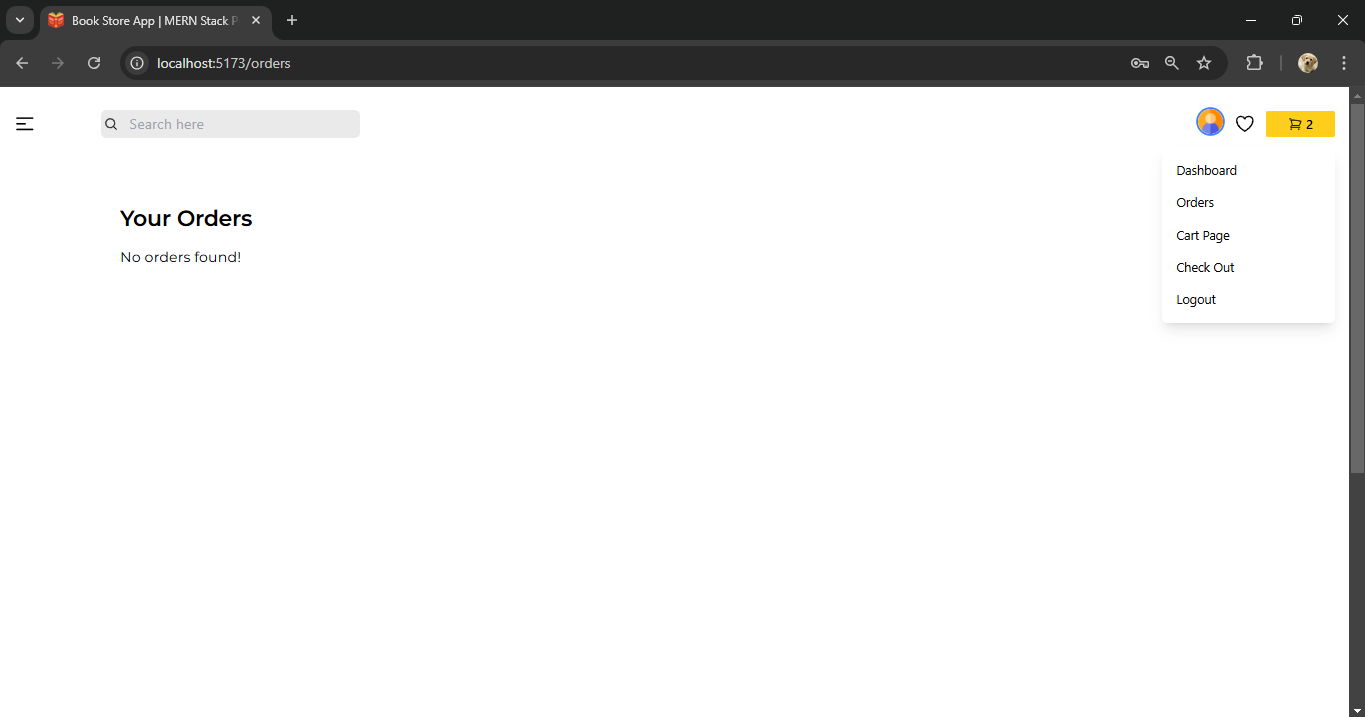 Book Store App | MERN Stack P
localhost:5173/orders
Search here
2
Dashboard
Orders
Cart Page
Check Out
Logout
Your Orders
No orders found!